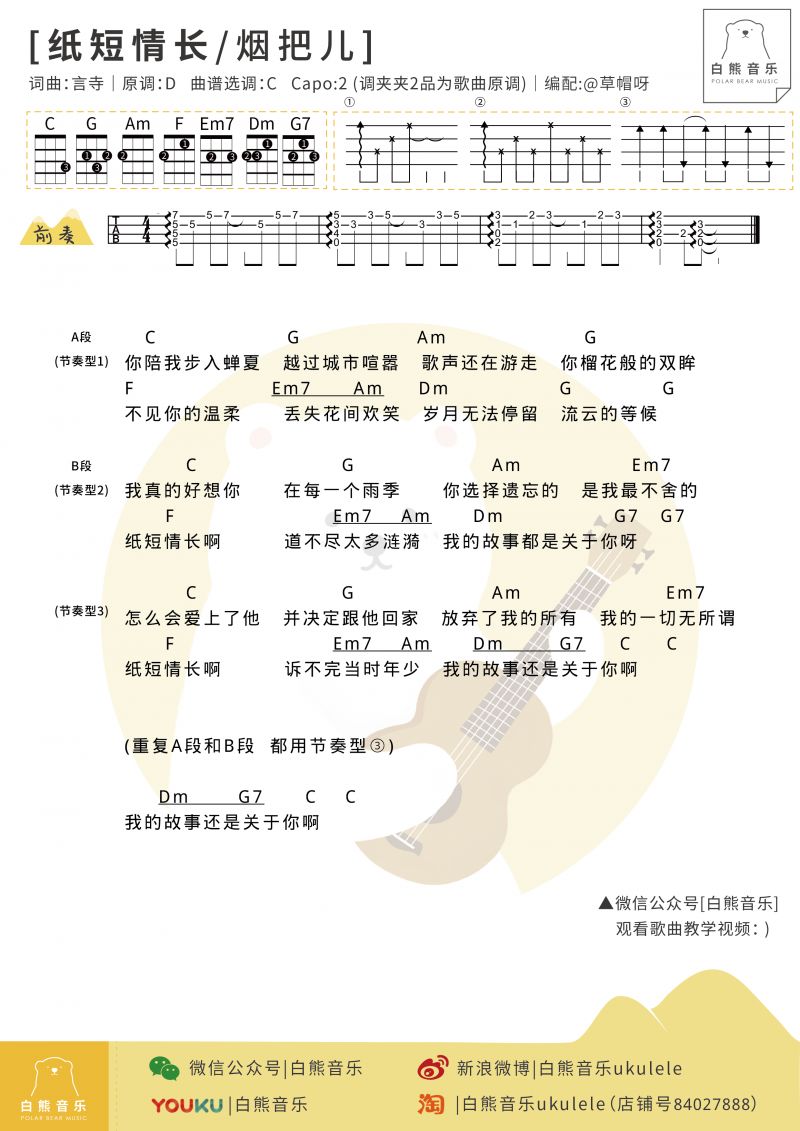 [纸短情长/烟把儿]
白熊音乐
POLAR BEAR MUSIC
词曲:言寺｜原调:D 曲谱选调:C Capo:2 (调夹夹2品为歌曲原调)｜编配:@草帽呀
① ② ③
C G Am F Em7 Dm G7
前奏
A段 C G Am G
(节奏型1) 你陪我步入蝉夏 越过城市喧嚣 歌声还在游走 你榴花般的双眸
F Em7 Am Dm G G
不见你的温柔 丢失花间欢笑 岁月无法停留 流云的等候
B段 C G Am Em7
(节奏型2) 我真的好想你 在每一个雨季 你选择遗忘的 是我最不舍的
F Em7 Am Dm G7 G7
纸短情长啊 道不尽太多涟漪 我的故事都是关于你呀
C G Am Em7
(节奏型3) 怎么会爱上了他 并决定跟他回家 放弃了我的所有 我的一切无所谓
F Em7 Am Dm G7 C C
纸短情长啊 诉不完当时年少 我的故事还是关于你啊
(重复A段和B段 都用节奏型③)
Dm G7 C C
我的故事还是关于你啊
▲微信公众号[白熊音乐]
观看歌曲教学视频：)
白熊音乐
POLAR BEAR MUSIC
微信公众号|白熊音乐
新浪微博|白熊音乐ukulele
YOUKU|白熊音乐
淘|白熊音乐ukulele(店铺号84027888)